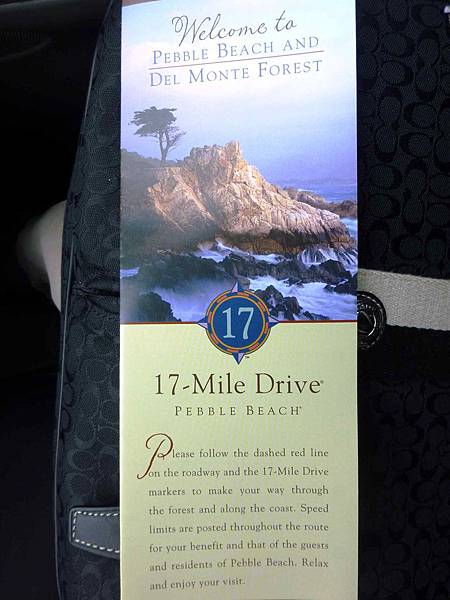 Welcome to
PEBBLE BEACH AND
DEL MONTE FOREST
17
17-Mile Drive®
PEBBLE BEACH®
Please follow the dashed red line
on the roadway and the 17-Mile Drive
markers to make your way through
the forest and along the coast. Speed
limits are posted throughout the route
for your benefit and that of the guests
and residents of Pebble Beach. Relax
and enjoy your visit.